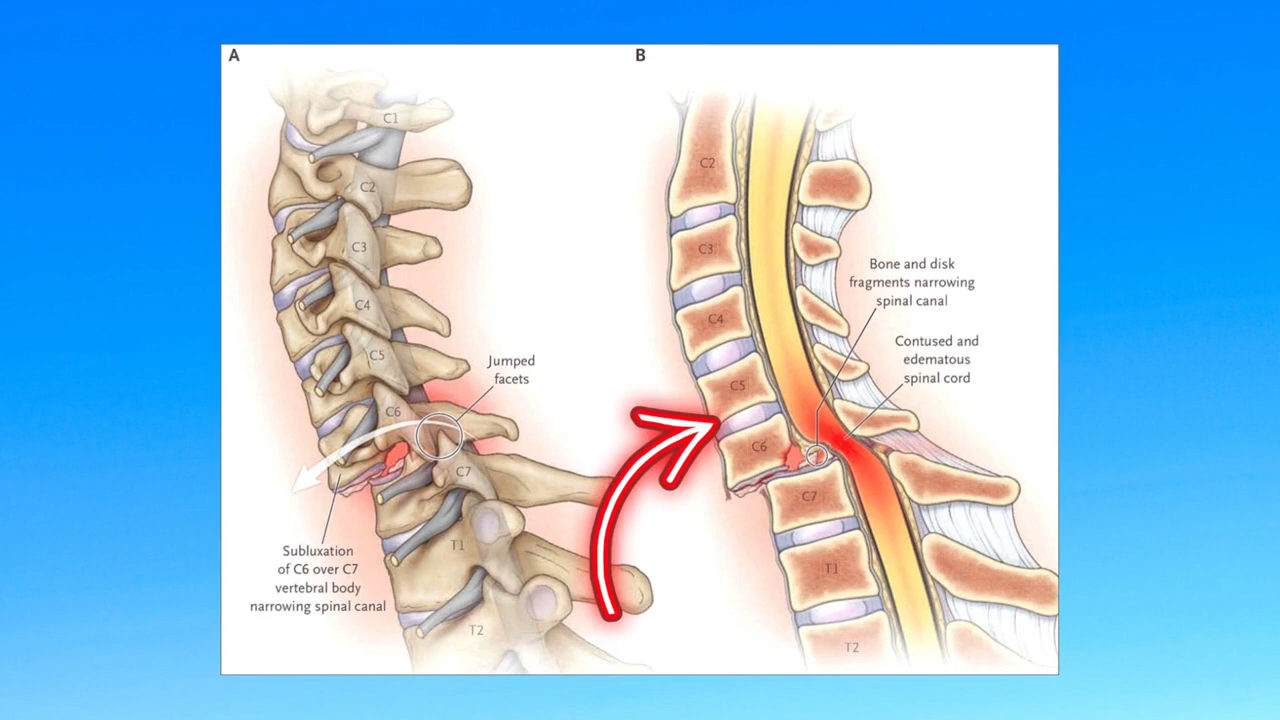 A
C1
C2
C3
C4
C5
C6
C7
T1
T2
Jumped
facets
Subluxation
of C6 over C7
vertebral body
narrowing spinal canal
B
C2
C3
C4
C5
C6
C7
T1
T2
Bone and disk
fragments narrowing
spinal canal
Contused and
edematous
spinal cord